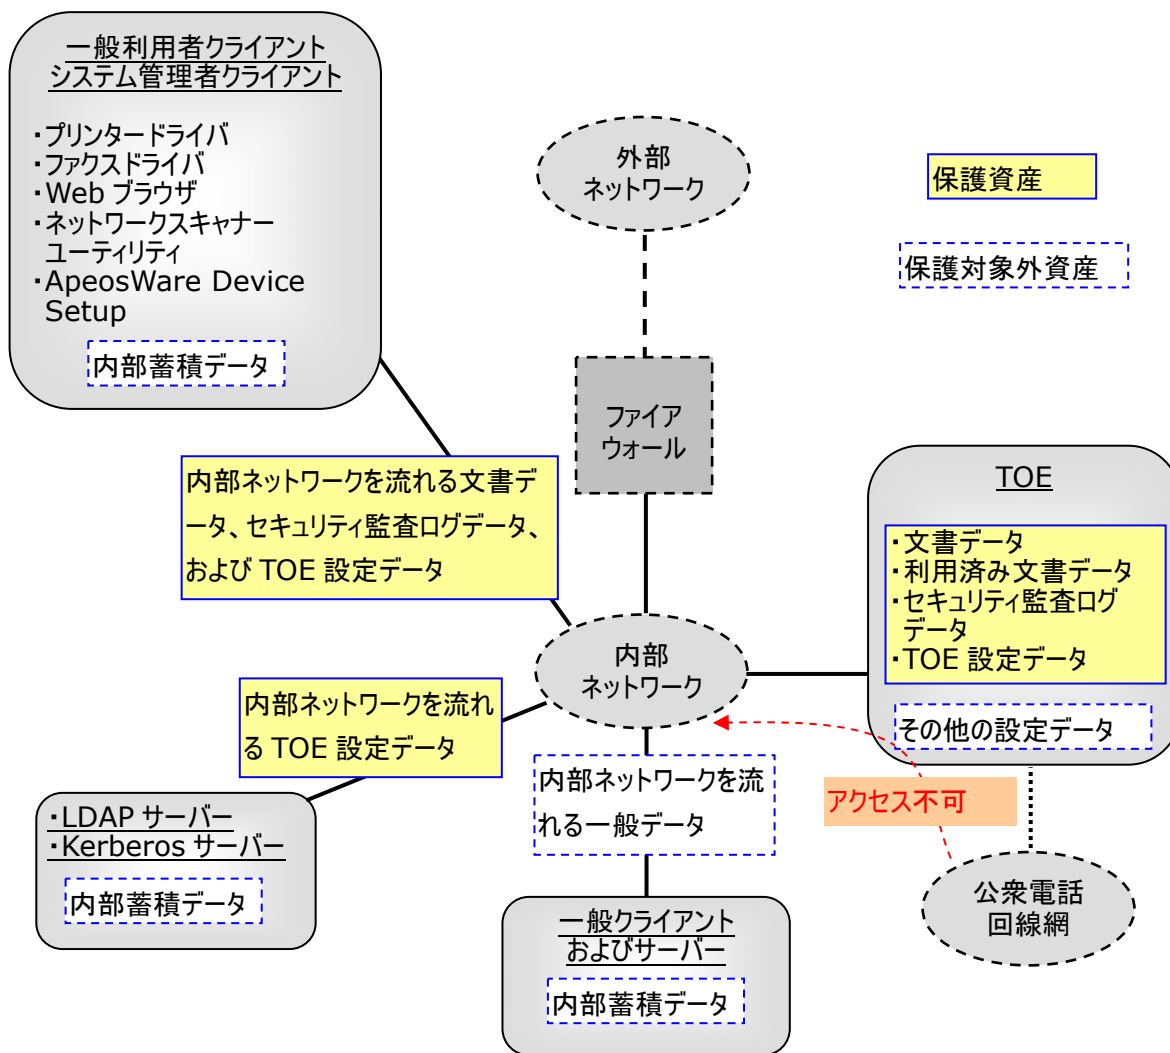 一般利用者クライアント
システム管理者クライアント
・プリンタードライバ
・ファクスドライバ
・Web ブラウザ
・ネットワークスキャナー
ユーティリティ
・ApeosWare Device
Setup
内部蓄積データ
外部
ネットワーク
保護資産
保護対象外資産
ファイア
ウォール
内部ネットワークを流れる文書デ
ータ、セキュリティ監査ログデータ、
および TOE 設定データ
TOE
・文書データ
・利用済み文書データ
・セキュリティ監査ログ
データ
・TOE 設定データ
その他の設定データ
内部
ネットワーク
内部ネットワークを流れ
る TOE 設定データ
内部ネットワークを流
れる一般データ
アクセス不可
・LDAP サーバー
・Kerberos サーバー
内部蓄積データ
公衆電話
回線網
一般クライアント
およびサーバー
内部蓄積データ